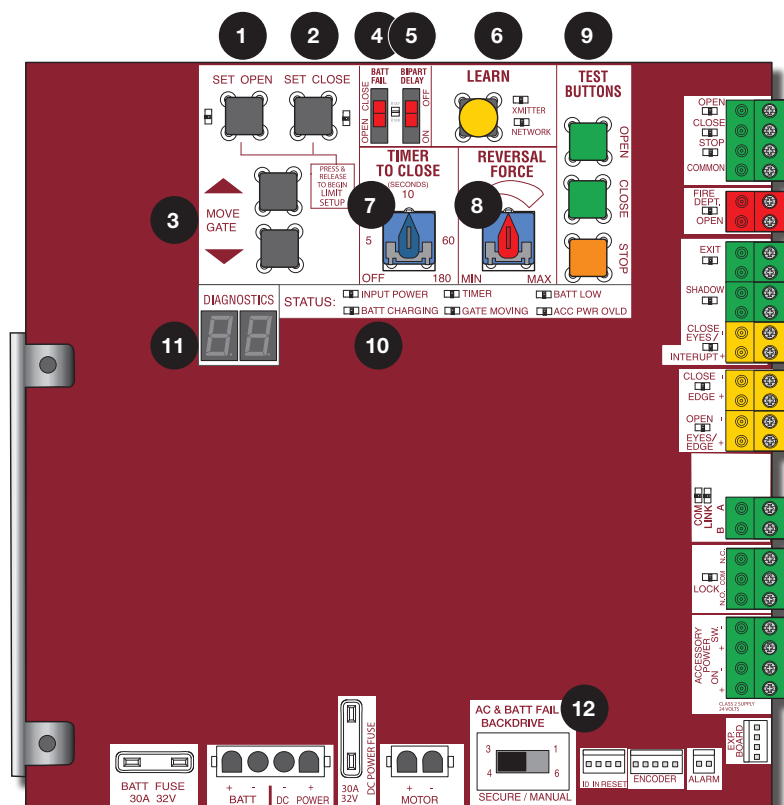 1 2 4 5 6 9
SET OPEN
SET CLOSE
BATT FAIL
OPEN CLOSE
BIPART DELAY
ON OFF
LEARN
XMITTER
NETWORK
TEST BUTTONS
OPEN
CLOSE
STOP
PRESS &
RELEASE
TO BEGIN
LIMIT
SETUP
3
MOVE
GATE
TIMER
TO CLOSE
(SECONDS)
10
7
5 60
OFF 180
REVERSAL
FORCE
8
MIN MAX
DIAGNOSTICS
11
STATUS:
INPUT POWER
TIMER
BATT LOW
BATT CHARGING
GATE MOVING
ACC PWR OVLD
10
OPEN
CLOSE
STOP
COMMON
FIRE
DEPT.
OPEN
EXIT
SHADOW
CLOSE -
EYES/
INTERUPT +
CLOSE -
EDGE +
OPEN -
EYES/
EDGE +
COM
LINK
A
B
LOCK
N.C.
COM
N.O.
ACCESSORY
POWER
SW. -
+
ON -
+
CLASS 2 SUPPLY
24 VOLTS
EXP.
BOARD
BATT FUSE
30A 32V
+ - - +
BATT DC POWER
DC POWER FUSE
30A
32V
+ -
MOTOR
12
AC & BATT FAIL
BACKDRIVE
3 1
4 6
SECURE / MANUAL
ID IN RESET
ENCODER
ALARM